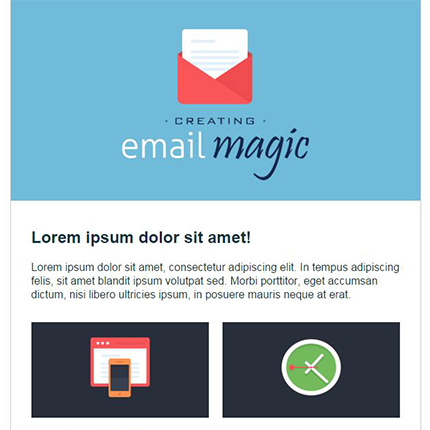 · CREATING ·
email magic
Lorem ipsum dolor sit amet!
Lorem ipsum dolor sit amet, consectetur adipiscing elit. In tempus adipiscing
felis, sit amet blandit ipsum volutpat sed. Morbi porttitor, eget accumsan
dictum, nisi libero ultricies ipsum, in posuere mauris neque at erat.